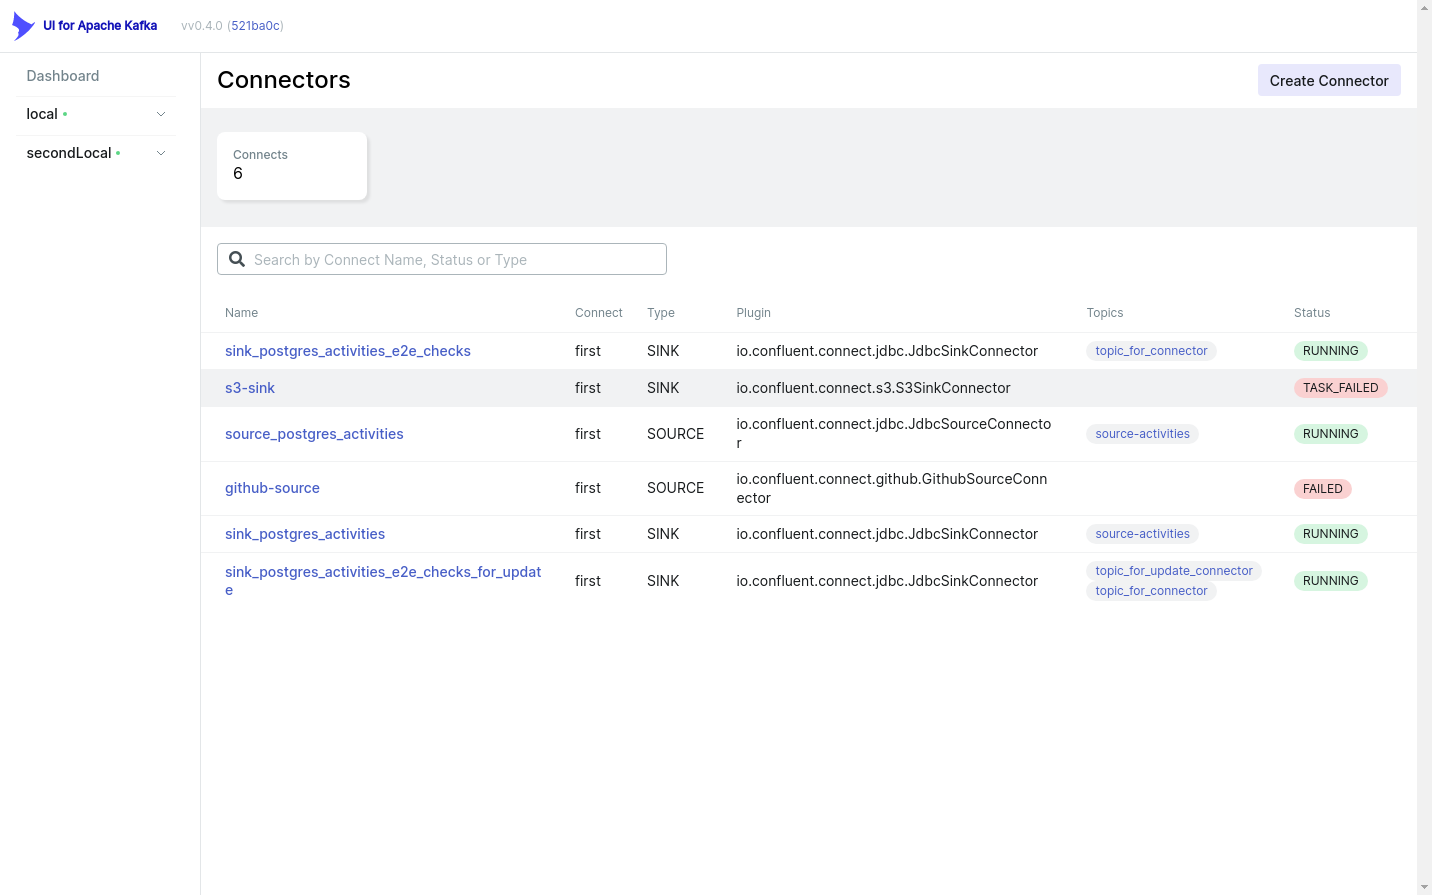 UI for Apache Kafka vv0.4.0 (521ba0c)
Dashboard
local
secondLocal
Connectors
Create Connector
Connects
6
Search by Connect Name, Status or Type
Name Connect Type Plugin Topics Status
sink_postgres_activities_e2e_checks first SINK io.confluent.connect.jdbc.JdbcSinkConnector topic_for_connector RUNNING
s3-sink first SINK io.confluent.connect.s3.S3SinkConnector TASK_FAILED
source_postgres_activities first SOURCE io.confluent.connect.jdbc.JdbcSourceConnecto
r source-activities RUNNING
github-source first SOURCE io.confluent.connect.github.GithubSourceConn
ector FAILED
sink_postgres_activities first SINK io.confluent.connect.jdbc.JdbcSinkConnector source-activities RUNNING
sink_postgres_activities_e2e_checks_for_updat
e first SINK io.confluent.connect.jdbc.JdbcSinkConnector topic_for_update_connector
topic_for_connector RUNNING